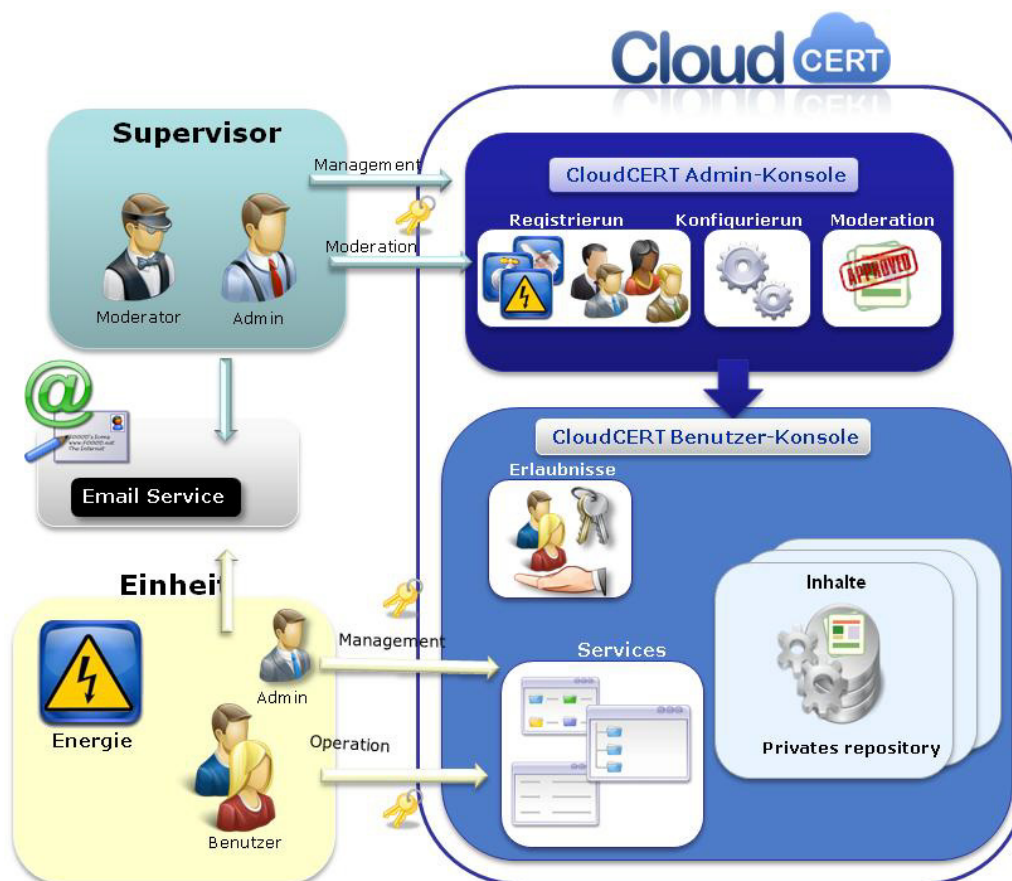 Cloud CERT
Supervisor
Management
Moderation
Moderator
Admin
CloudCERT Admin-Konsole
Registrierun
Konfiqurierun
Moderation
APPROVED
Email Service
CloudCERT Benutzer-Konsole
Erlaubnisse
Inhalte
Privates repository
Services
Einheit
Energie
Admin
Benutzer
Management
Operation